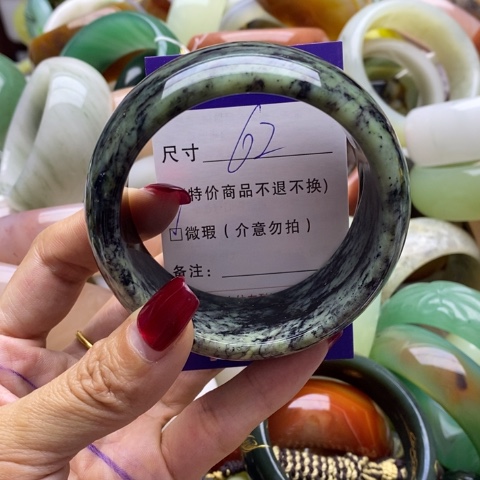 尺寸 62
特价商品不退不换)
☑微瑕(介意勿拍)
备注: